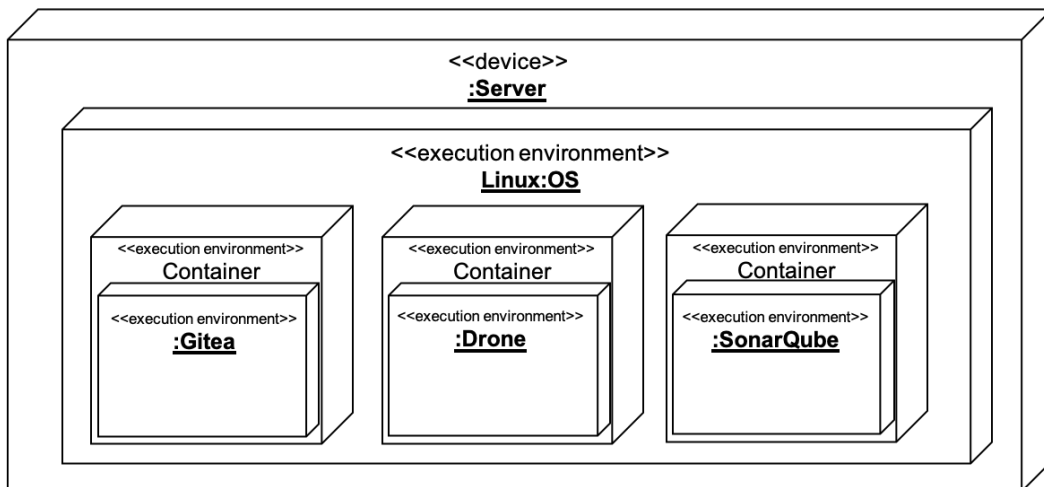 <<device>>
:Server
<<execution environment>>
Linux:OS
<<execution environment>>
Container
<<execution environment>>
:Gitea
<<execution environment>>
Container
<<execution environment>>
:Drone
<<execution environment>>
Container
<<execution environment>>
:SonarQube